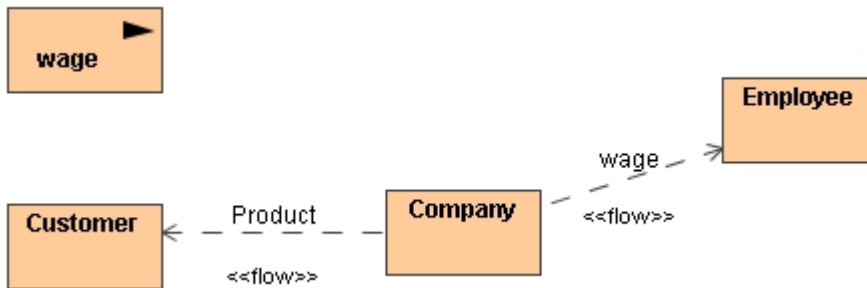 wage
Employee
wage
<<flow>>
Company
Product
<<flow>>
Customer